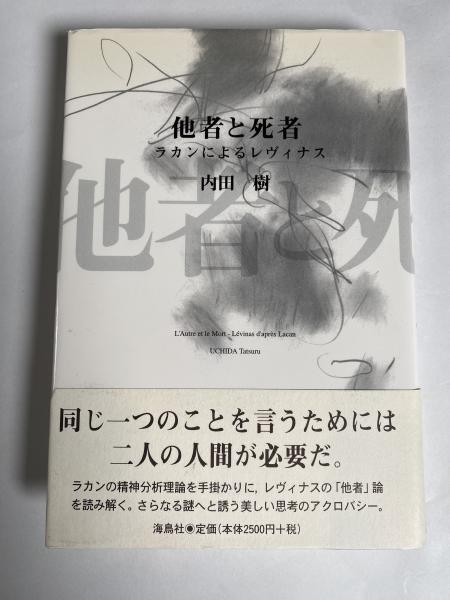 他者と死者
ラカンによるレヴィナス
内田 樹
他者と死
L'Autre et le Mort - Lévinas d'après Lacan
UCHIDA Tatsuru
同じ一つのことを言うためには
二人の人間が必要だ。
ラカンの精神分析理論を手掛かりに，レヴィナスの「他者」論
を読み解く。さらなる謎へと誘う美しい思考のアクロバシー。
海鳥社◉定価(本体2500円+税)